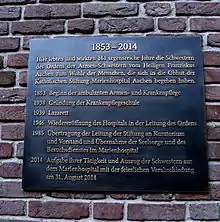 1853 – 2014
Hier lebten und wirkten 161 segensreiche Jahre die Schwestern
des Ordens der Armen-Schwestern vom Heiligen Franziskus
Aachen zum Wohle der Menschen, die sich in die Obhut der
Katholischen Stiftung Marienhospital Aachen begeben haben.
1853 Beginn der ambulanten Armen- und Krankenpflege
1938 Gründung der Krankenpflegeschule
1939 Lazarett
1946 Wiedereröffnung des Hospitals in der Leitung des Ordens
1985 Übertragung der Leitung der Stiftung an Kuratorium
und Vorstand und Übernahme der Seelsorge und des
Besuchsdienstes im Marienhospital
2014 Aufgabe ihrer Tätigkeit und Auszug der Schwestern aus
dem Marienhospital mit der feierlichen Verabschiedung
am 31. August 2014